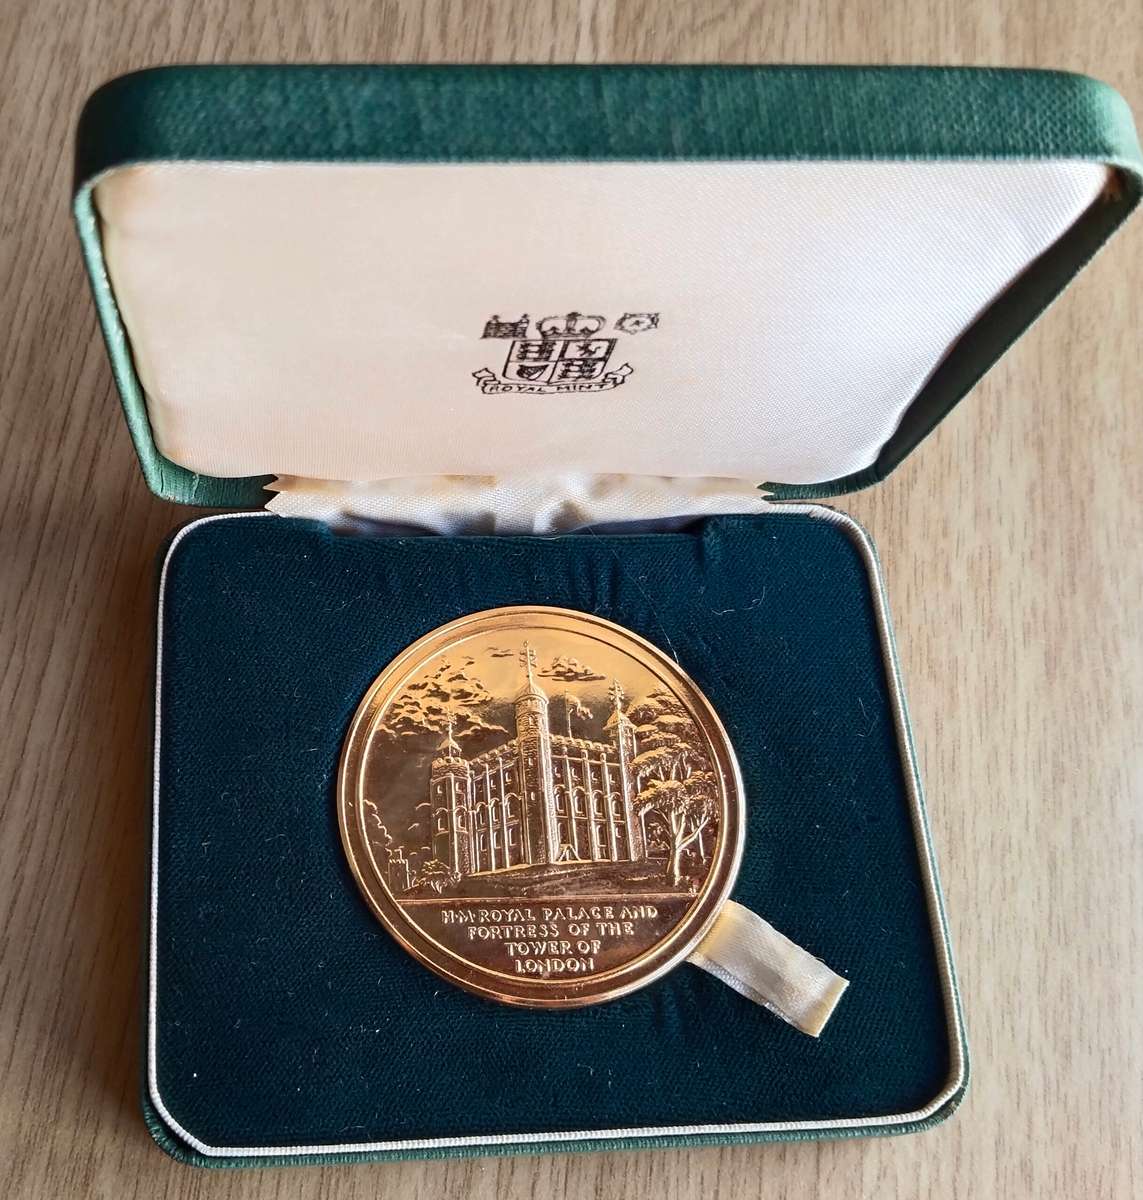 ROYAL MINT
H·M·ROYAL PALACE AND
FORTRESS OF THE
TOWER OF
LONDON